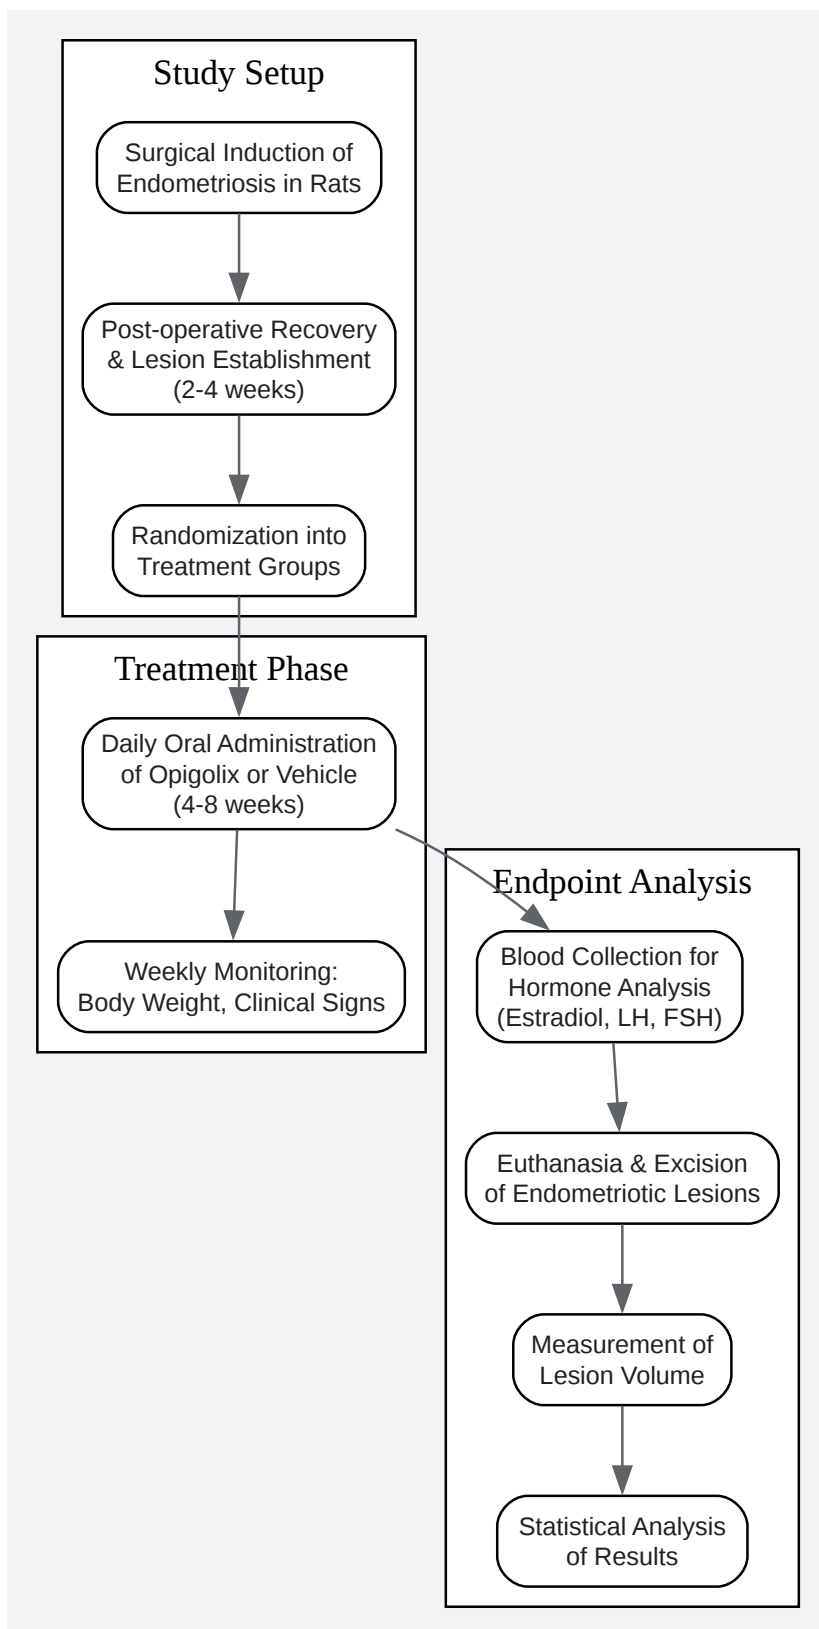 Study Setup
Surgical Induction of
Endometriosis in Rats
Post-operative Recovery
& Lesion Establishment
(2-4 weeks)
Randomization into
Treatment Groups
Treatment Phase
Daily Oral Administration
of Opigolix or Vehicle
(4-8 weeks)
Weekly Monitoring:
Body Weight, Clinical Signs
Endpoint Analysis
Blood Collection for
Hormone Analysis
(Estradiol, LH, FSH)
Euthanasia & Excision
of Endometriotic Lesions
Measurement of
Lesion Volume
Statistical Analysis
of Results